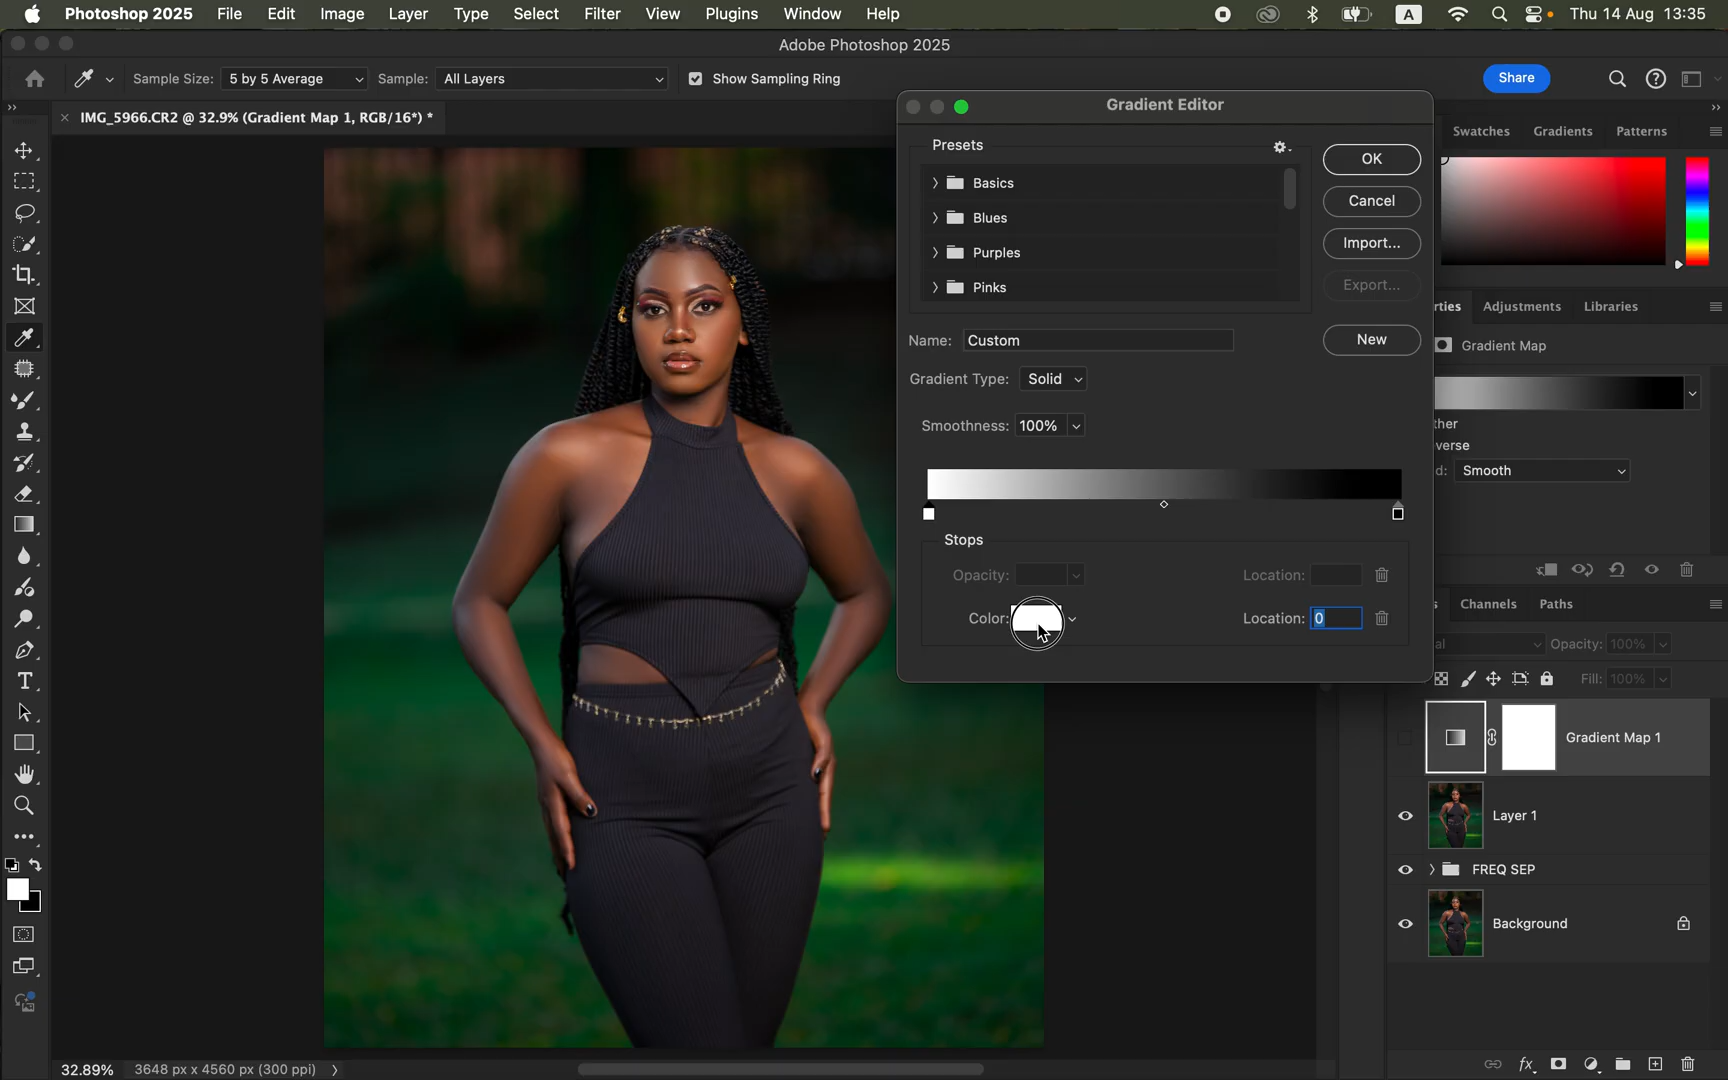 Photoshop 2025 File Edit Image Layer Type Select Filter View Plugins Window Help A Thu 14 Aug 13:35
Adobe Photoshop 2025
Sample Size: 5 by 5 Average Sample: All Layers Show Sampling Ring Share
IMG_5966.CR2 @ 32.9% (Gradient Map 1, RGB/16*) *
Gradient Editor
Swatches Gradients Patterns
Presets
OK
Basics
Cancel
Blues
Import...
Purples
Export...
Pinks
rties Adjustments Libraries
Name: Custom
New
Gradient Map
Gradient Type: Solid
Smoothness: 100%
ther
verse
d: Smooth
Stops
Opacity: Location:
Color: Location: 0
s Channels Paths
al Opacity: 100%
Fill: 100%
Gradient Map 1
Layer 1
FREQ SEP
Background
32.89% 3648 px x 4560 px (300 ppi)
fx